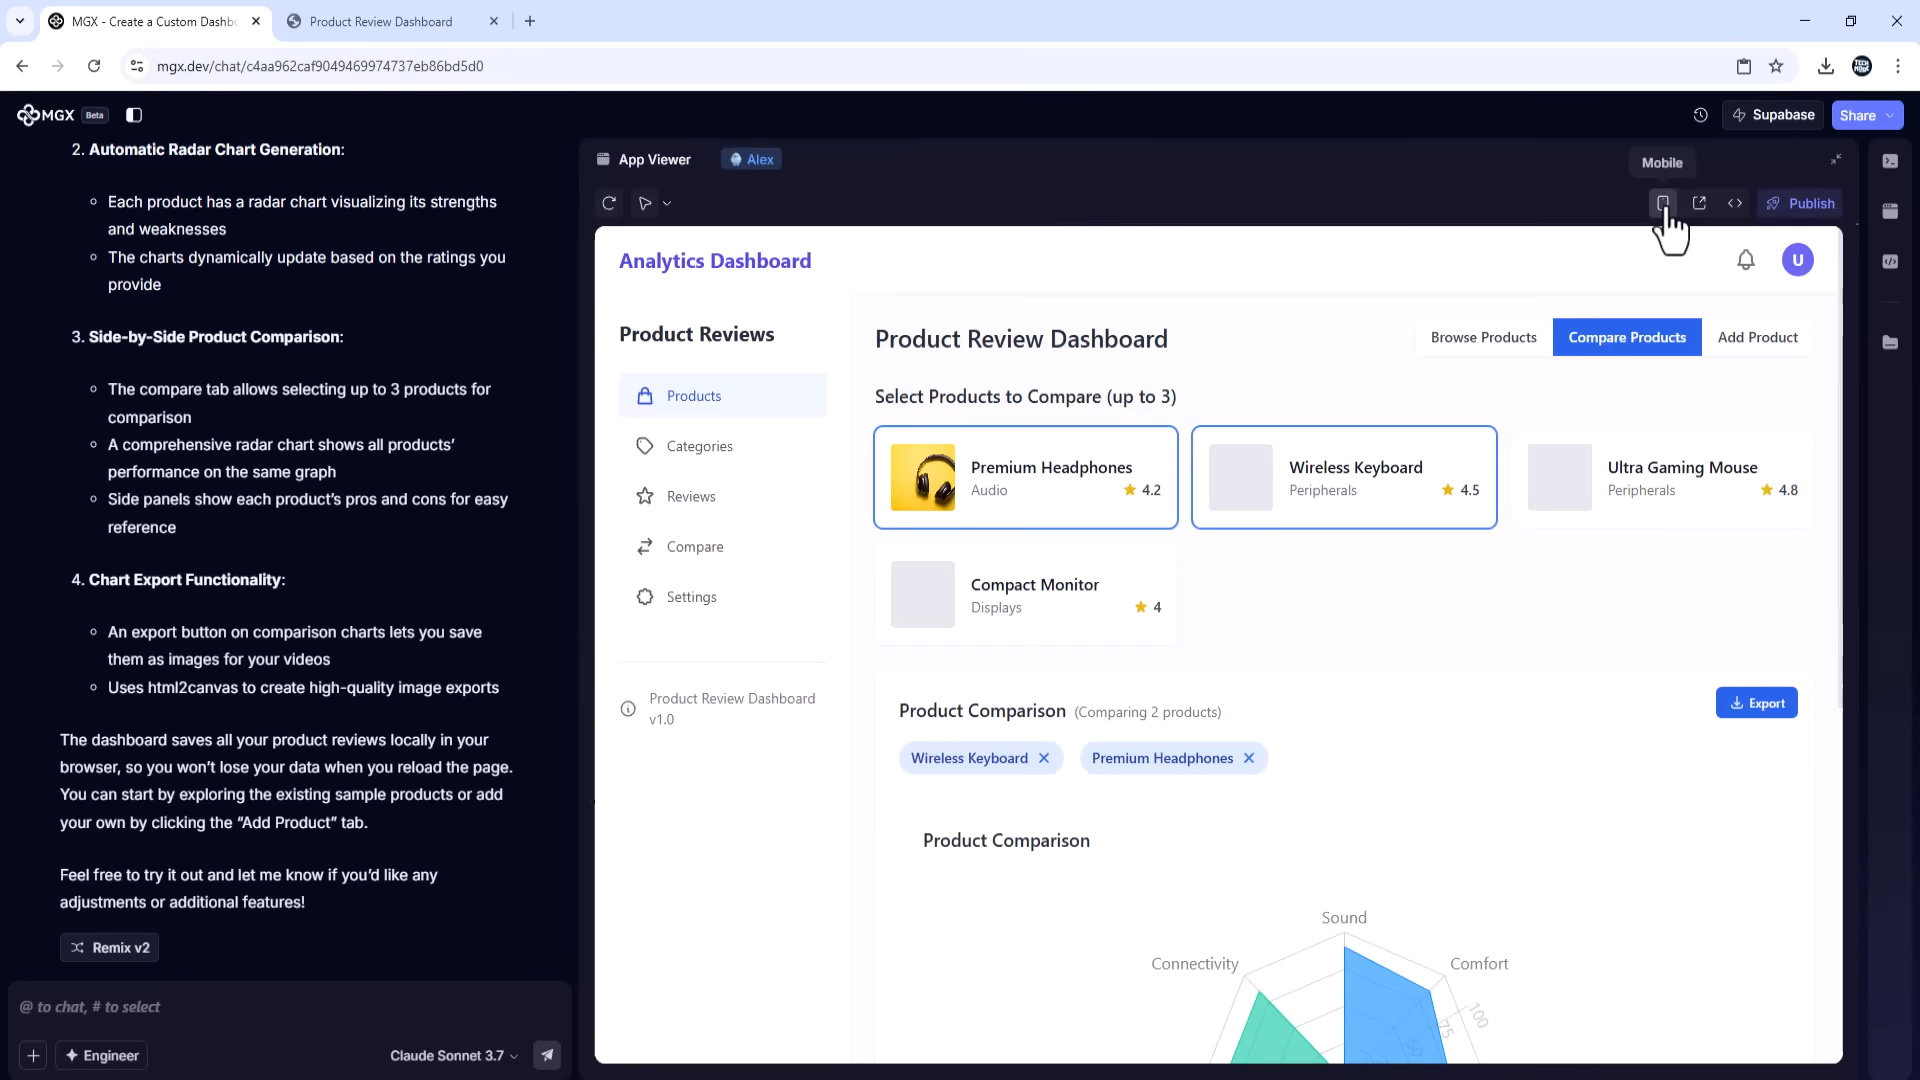 MGX - Create a Custom Dashb
Product Review Dashboard
mgx.dev/chat/c4aa962caf9049469974737eb86bd5d0
TECH MODE
MGX Beta
Supabase
Share
2. Automatic Radar Chart Generation:
Each product has a radar chart visualizing its strengths
and weaknesses
The charts dynamically update based on the ratings you
provide
3. Side-by-Side Product Comparison:
The compare tab allows selecting up to 3 products for
comparison
A comprehensive radar chart shows all products’
performance on the same graph
Side panels show each product’s pros and cons for easy
reference
4. Chart Export Functionality:
An export button on comparison charts lets you save
them as images for your videos
Uses html2canvas to create high-quality image exports
The dashboard saves all your product reviews locally in your
browser, so you won’t lose your data when you reload the page.
You can start by exploring the existing sample products or add
your own by clicking the “Add Product” tab.
Feel free to try it out and let me know if you’d like any
adjustments or additional features!
Remix v2
@ to chat, # to select
Engineer
Claude Sonnet 3.7
App Viewer
Alex
Mobile
Publish
Analytics Dashboard
U
Product Reviews
Products
Categories
Reviews
Compare
Settings
Product Review Dashboard
v1.0
Product Review Dashboard
Browse Products
Compare Products
Add Product
Select Products to Compare (up to 3)
Premium Headphones
Audio 4.2
Wireless Keyboard
Peripherals 4.5
Ultra Gaming Mouse
Peripherals 4.8
Compact Monitor
Displays 4
Product Comparison (Comparing 2 products)
Export
Wireless Keyboard
Premium Headphones
Product Comparison
Sound
Connectivity
Comfort
100
75
50